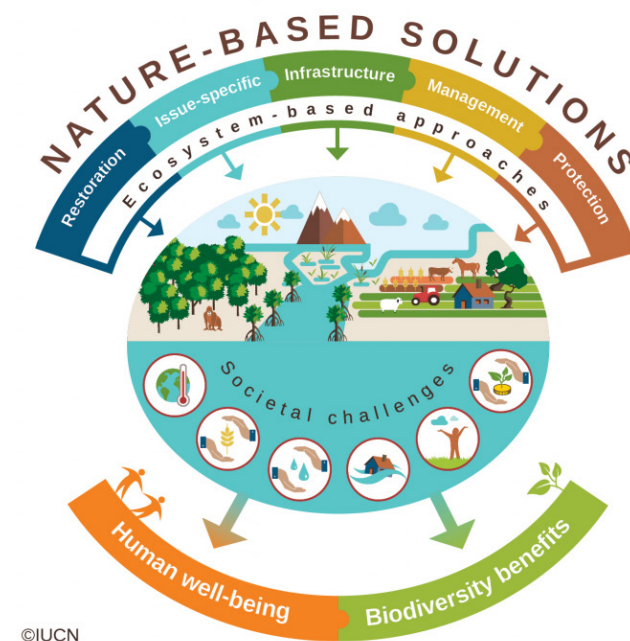 NATURE-BASED SOLUTIONS
Restoration
Issue-specific
Infrastructure
Management
Protection
Ecosystem-based approaches
Societal challenges
Human well-being
Biodiversity benefits
©IUCN